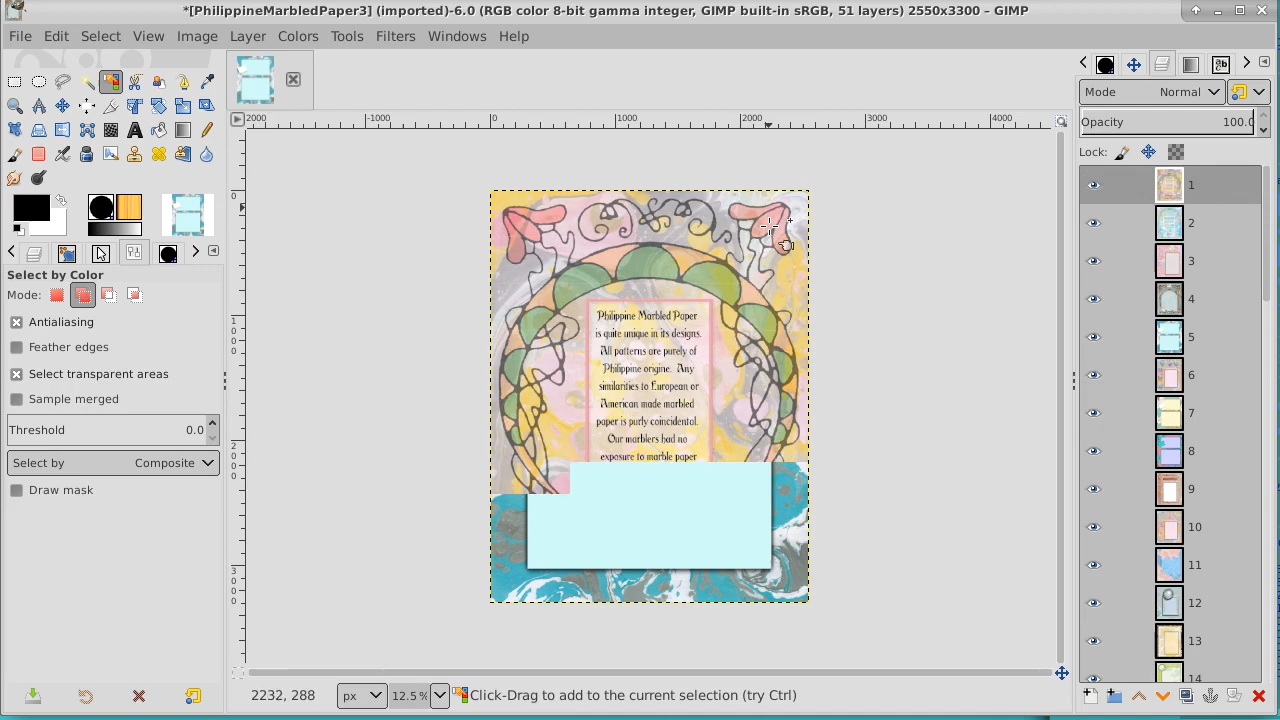 *[PhilippineMarbledPaper3] (imported)-6.0 (RGB color 8-bit gamma integer, GIMP built-in sRGB, 51 layers) 2550x3300 – GIMP
File Edit Select View Image Layer Colors Tools Filters Windows Help
Mode Normal
Opacity 100.0
Lock:
2000 -1000 0 1000 2000 3000 4000
0
1000
2000
3000
Select by Color
Mode:
Antialiasing
Feather edges
Select transparent areas
Sample merged
Threshold 0.0
Select by Composite
Draw mask
Philippine Marbled Paper
is quite unique in its designs.
All patterns are purely of
Philippine origine. Any
similarities to European or
American made marbled
paper is purly coincidental.
Our marblers had no
exposure to marble paper
1
2
3
4
5
6
7
8
9
10
11
12
13
14
2232, 288 px 12.5% Click-Drag to add to the current selection (try Ctrl)